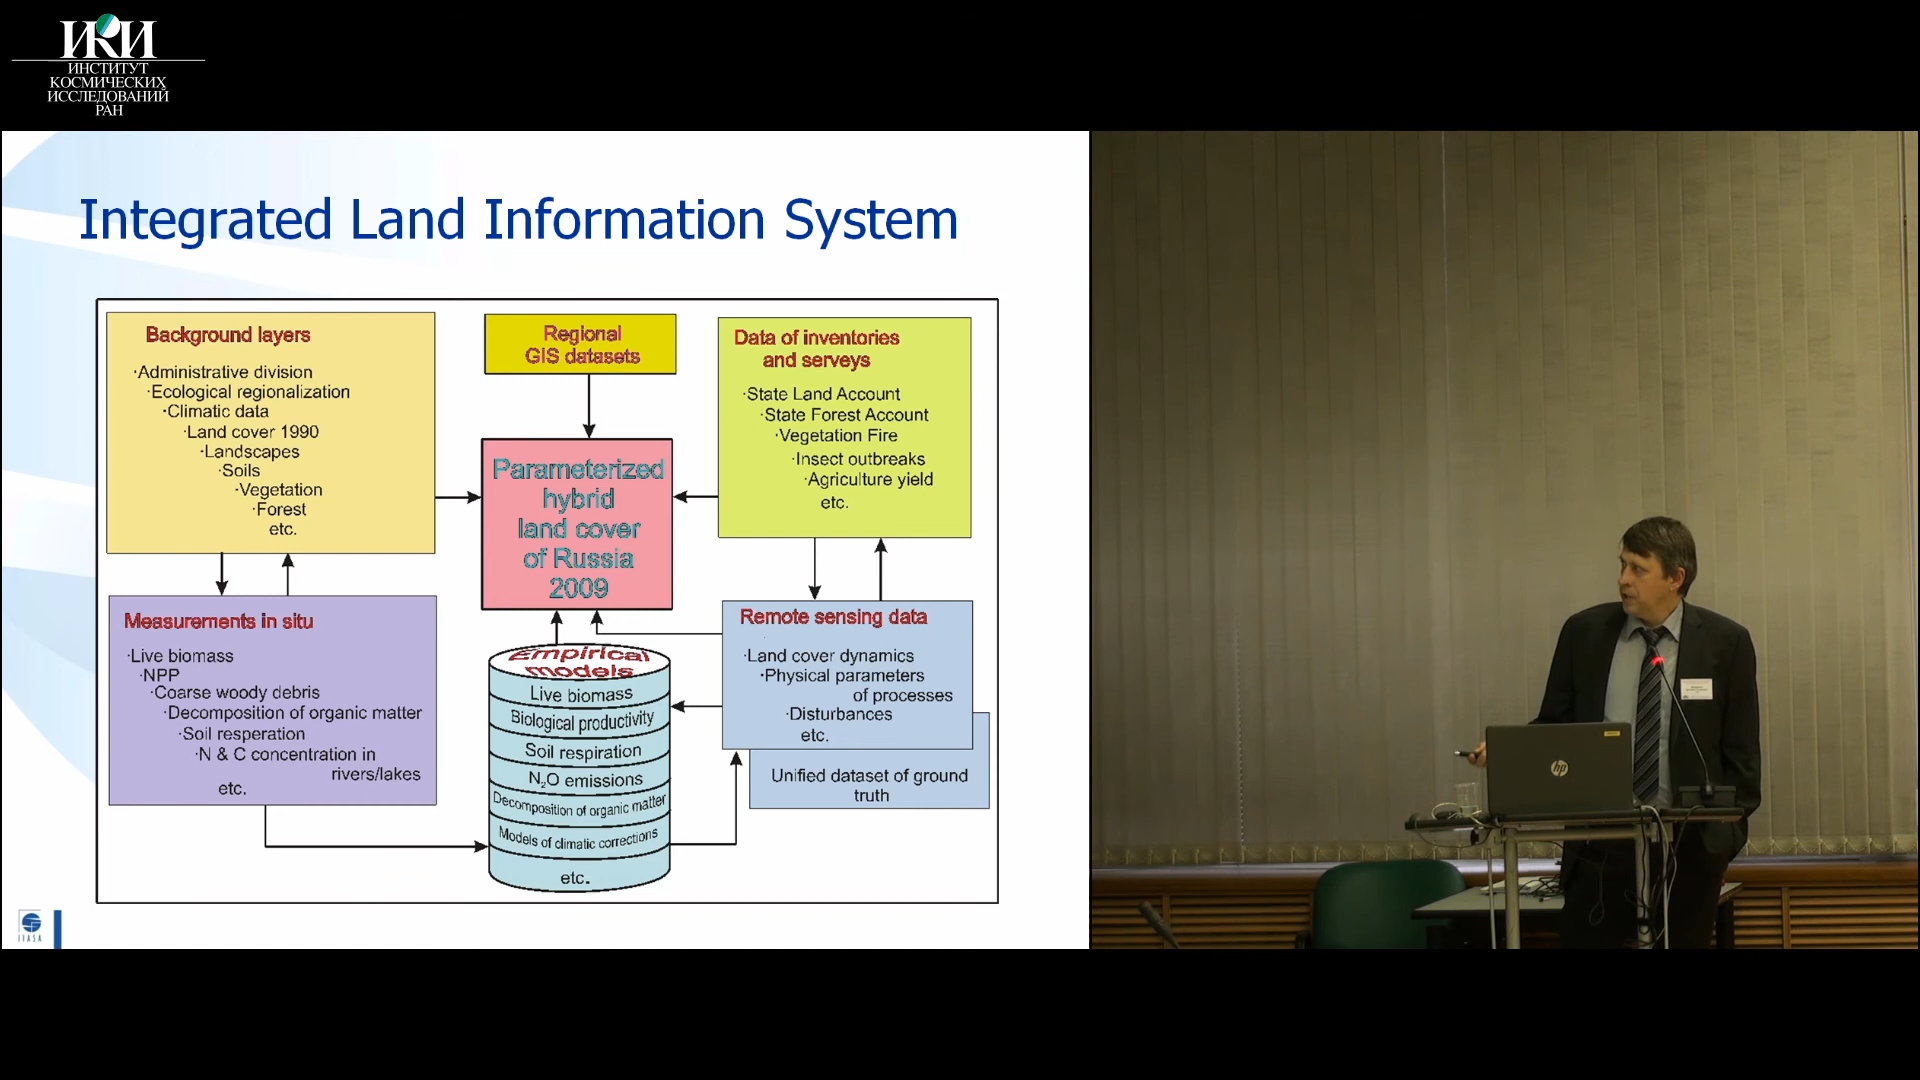 ИКИ
ИНСТИТУТ
КОСМИЧЕСКИХ
ИССЛЕДОВАНИЙ
РАН
Integrated Land Information System
Background layers
·Administrative division
·Ecological regionalization
·Climatic data
·Land cover 1990
·Landscapes
·Soils
·Vegetation
·Forest
etc.
Regional
GIS datasets
Data of inventories
and serveys
·State Land Account
·State Forest Account
·Vegetation Fire
·Insect outbreaks
·Agriculture yield
etc.
Parameterized
hybrid
land cover
of Russia
2009
Measurements in situ
·Live biomass
·NPP
·Coarse woody debris
·Decomposition of organic matter
·Soil resperation
·N & C concentration in
rivers/lakes
etc.
Empirical
models
Live biomass
Biological productivity
Soil respiration
N2O emissions
Decomposition of organic matter
Models of climatic corrections
etc.
Remote sensing data
·Land cover dynamics
·Physical parameters
of processes
·Disturbances
etc.
Unified dataset of ground
truth
IIASA
hp